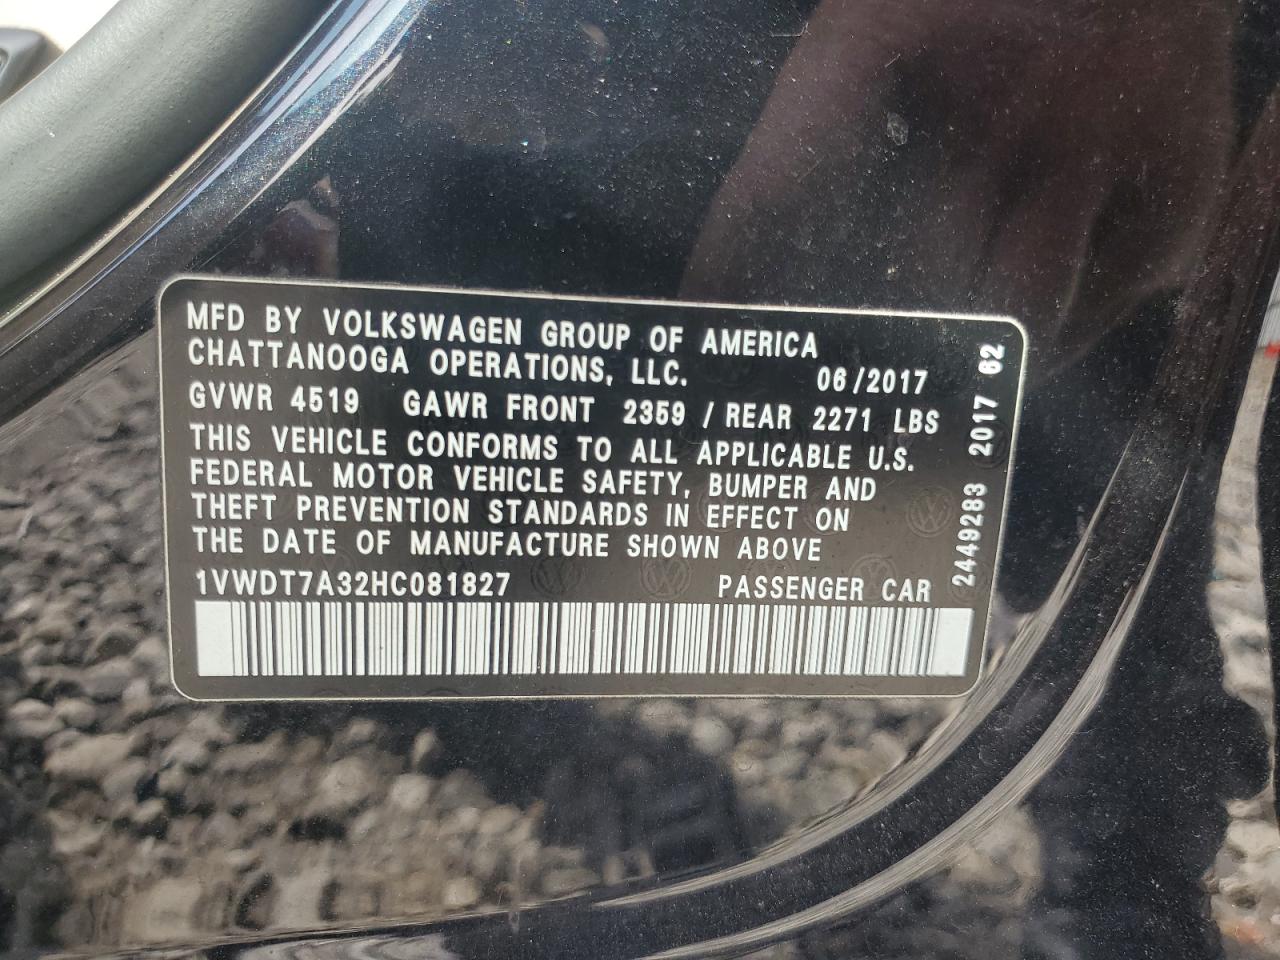 MFD BY VOLKSWAGEN GROUP OF AMERICA
CHATTANOOGA OPERATIONS, LLC. 06/2017
GVWR 4519 GAWR FRONT 2359 / REAR 2271 LBS
THIS VEHICLE CONFORMS TO ALL APPLICABLE U.S.
FEDERAL MOTOR VEHICLE SAFETY, BUMPER AND
THEFT PREVENTION STANDARDS IN EFFECT ON
THE DATE OF MANUFACTURE SHOWN ABOVE
1VWDT7A32HC081827 PASSENGER CAR
2449283 2017 62